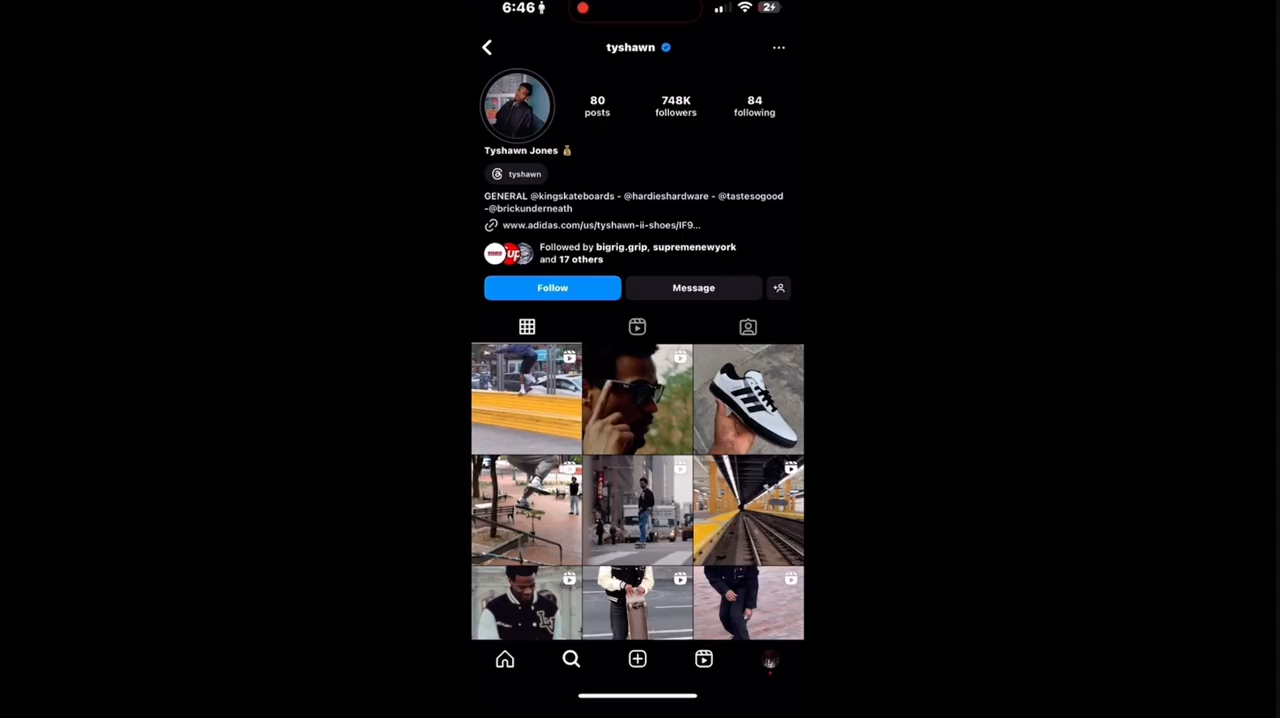 6:46
2
tyshawn
80
posts
748K
followers
84
following
Tyshawn Jones
tyshawn
GENERAL @kingskateboards - @hardieshardware - @tastesogood
-@brickunderneath
www.adidas.com/us/tyshawn-ii-shoes/IF9...
Followed by bigrig.grip, supremenewyork
and 17 others
Follow
Message